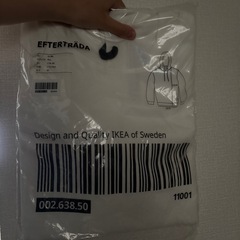 EFTERTRÄDA
Design and Quality IKEA of Sweden
11001
002.638.50